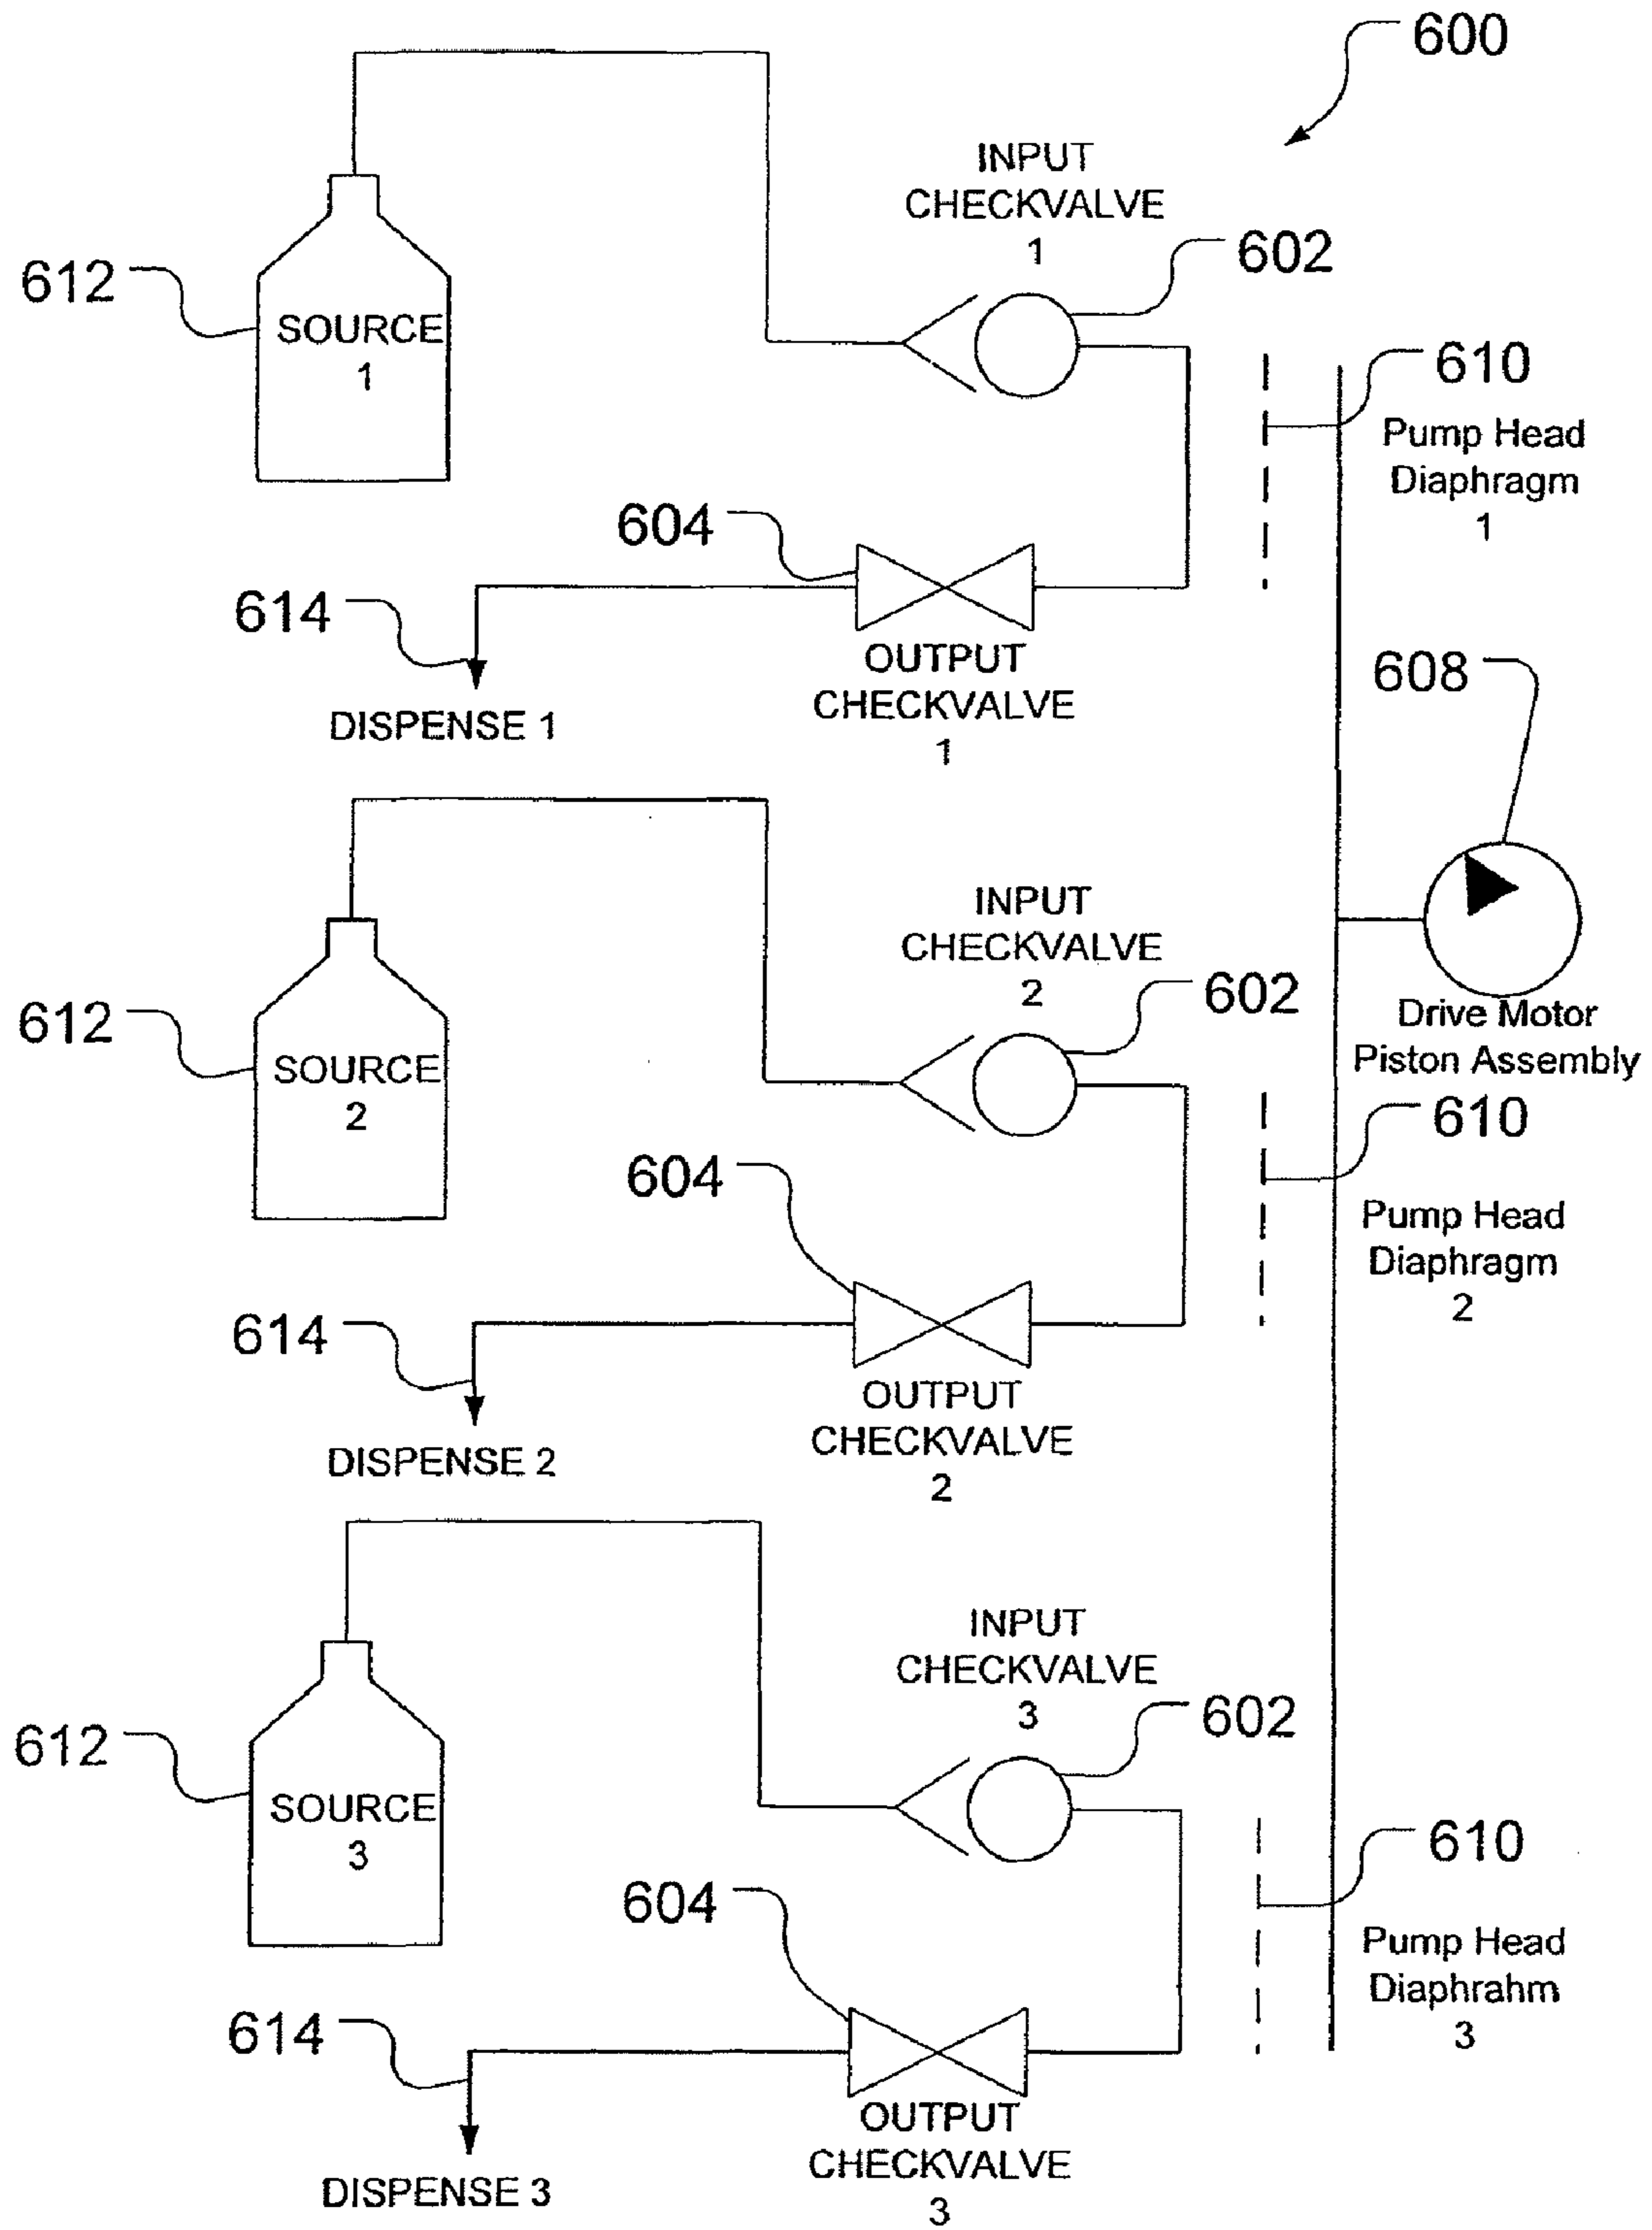 600
INPUT
CHECKVALVE
1
602
612
SOURCE
1
610
Pump Head
Diaphragm
1
604
614
OUTPUT
CHECKVALVE
1
DISPENSE 1
608
Drive Motor
Piston Assembly
INPUT
CHECKVALVE
2
602
612
SOURCE
2
610
Pump Head
Diaphragm
2
604
614
OUTPUT
CHECKVALVE
2
DISPENSE 2
INPUT
CHECKVALVE
3
602
612
SOURCE
3
610
Pump Head
Diaphrahm
3
604
614
OUTPUT
CHECKVALVE
3
DISPENSE 3